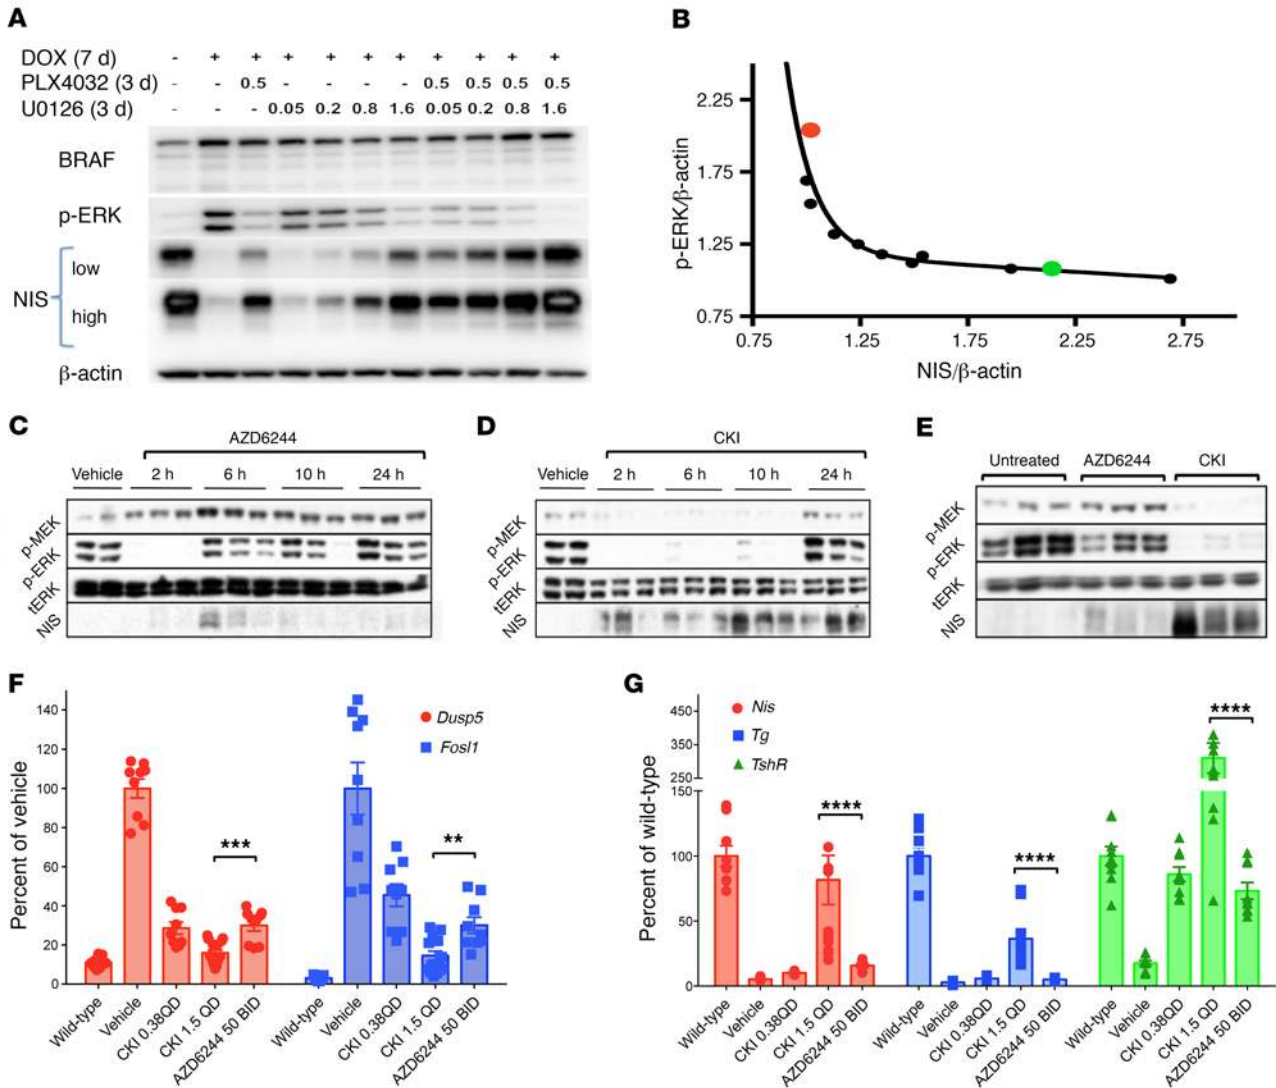 A
DOX (7 d) - + + + + + + + + + +
PLX4032 (3 d) - - 0.5 - - - - 0.5 0.5 0.5 0.5
U0126 (3 d) - - - 0.05 0.2 0.8 1.6 0.05 0.2 0.8 1.6
BRAF
p-ERK
NIS
low
high
β-actin
B
p-ERK/β-actin
2.25
1.75
1.25
0.75
0.75 1.25 1.75 2.25 2.75
NIS/β-actin
C
AZD6244
Vehicle 2 h 6 h 10 h 24 h
p-MEK
p-ERK
tERK
NIS
D
CKI
Vehicle 2 h 6 h 10 h 24 h
p-MEK
p-ERK
tERK
NIS
E
Untreated AZD6244 CKI
p-MEK
p-ERK
tERK
NIS
F
Percent of vehicle
140
120
100
80
60
40
20
0
Dusp5
Fosl1
***
**
Wild-type
Vehicle
CKI 0.38QD
CKI 1.5 QD
AZD6244 50 BID
Wild-type
Vehicle
CKI 0.38QD
CKI 1.5 QD
AZD6244 50 BID
G
Percent of wild-type
450
350
250
150
100
50
0
Nis
Tg
TshR
****
****
****
Wild-type
Vehicle
CKI 0.38QD
CKI 1.5 QD
AZD6244 50 BID
Wild-type
Vehicle
CKI 0.38QD
CKI 1.5 QD
AZD6244 50 BID
Wild-type
Vehicle
CKI 0.38QD
CKI 1.5 QD
AZD6244 50 BID